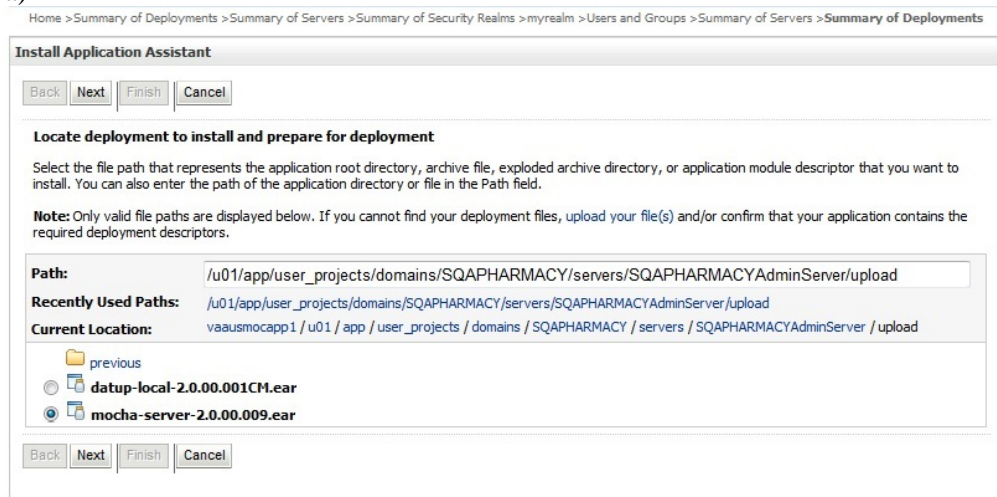 Home >Summary of Deployments >Summary of Servers >Summary of Security Realms >myrealm >Users and Groups >Summary of Servers >Summary of Deployments
Install Application Assistant
Back Next Finish Cancel
Locate deployment to install and prepare for deployment
Select the file path that represents the application root directory, archive file, exploded archive directory, or application module descriptor that you want to
install. You can also enter the path of the application directory or file in the Path field.
Note: Only valid file paths are displayed below. If you cannot find your deployment files, upload your file(s) and/or confirm that your application contains the
required deployment descriptors.
Path: /u01/app/user_projects/domains/SQAPHARMACY/servers/SQAPHARMACYAdminServer/upload
Recently Used Paths: /u01/app/user_projects/domains/SQAPHARMACY/servers/SQAPHARMACYAdminServer/upload
Current Location: vaausmocapp1 / u01 / app / user_projects / domains / SQAPHARMACY / servers / SQAPHARMACYAdminServer / upload
previous
datup-local-2.0.00.001CM.ear
mocha-server-2.0.00.009.ear
Back Next Finish Cancel